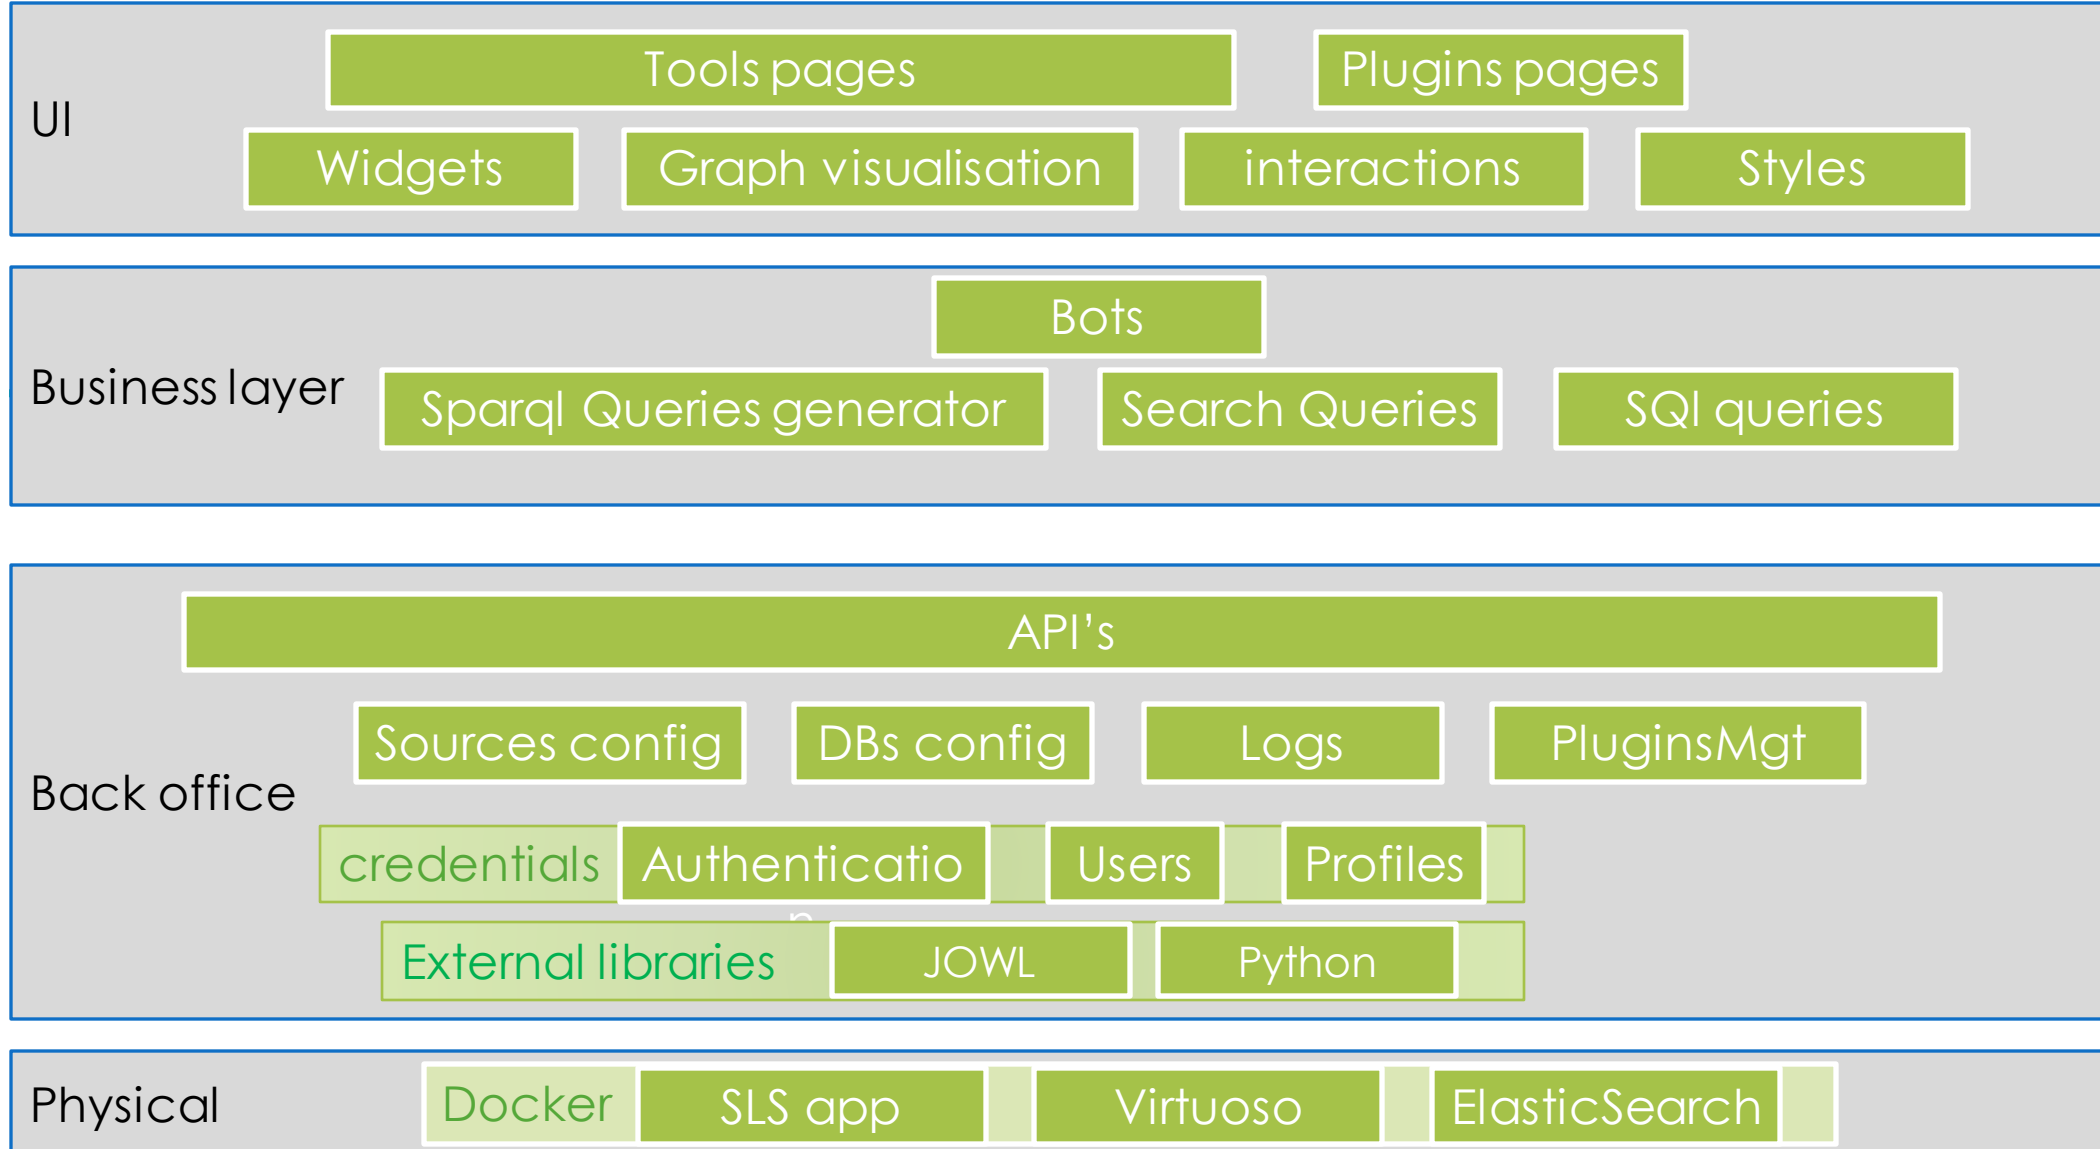 Tools pages
Plugins pages
UI
Widgets
Graph visualisation
interactions
Styles
Bots
Business layer
Sparql Queries generator
Search Queries
SQl queries
API’s
Sources config
DBs config
Logs
PluginsMgt
Back office
credentials
Authenticatio
n
Users
Profiles
External libraries
JOWL
Python
Physical
Docker
SLS app
Virtuoso
ElasticSearch